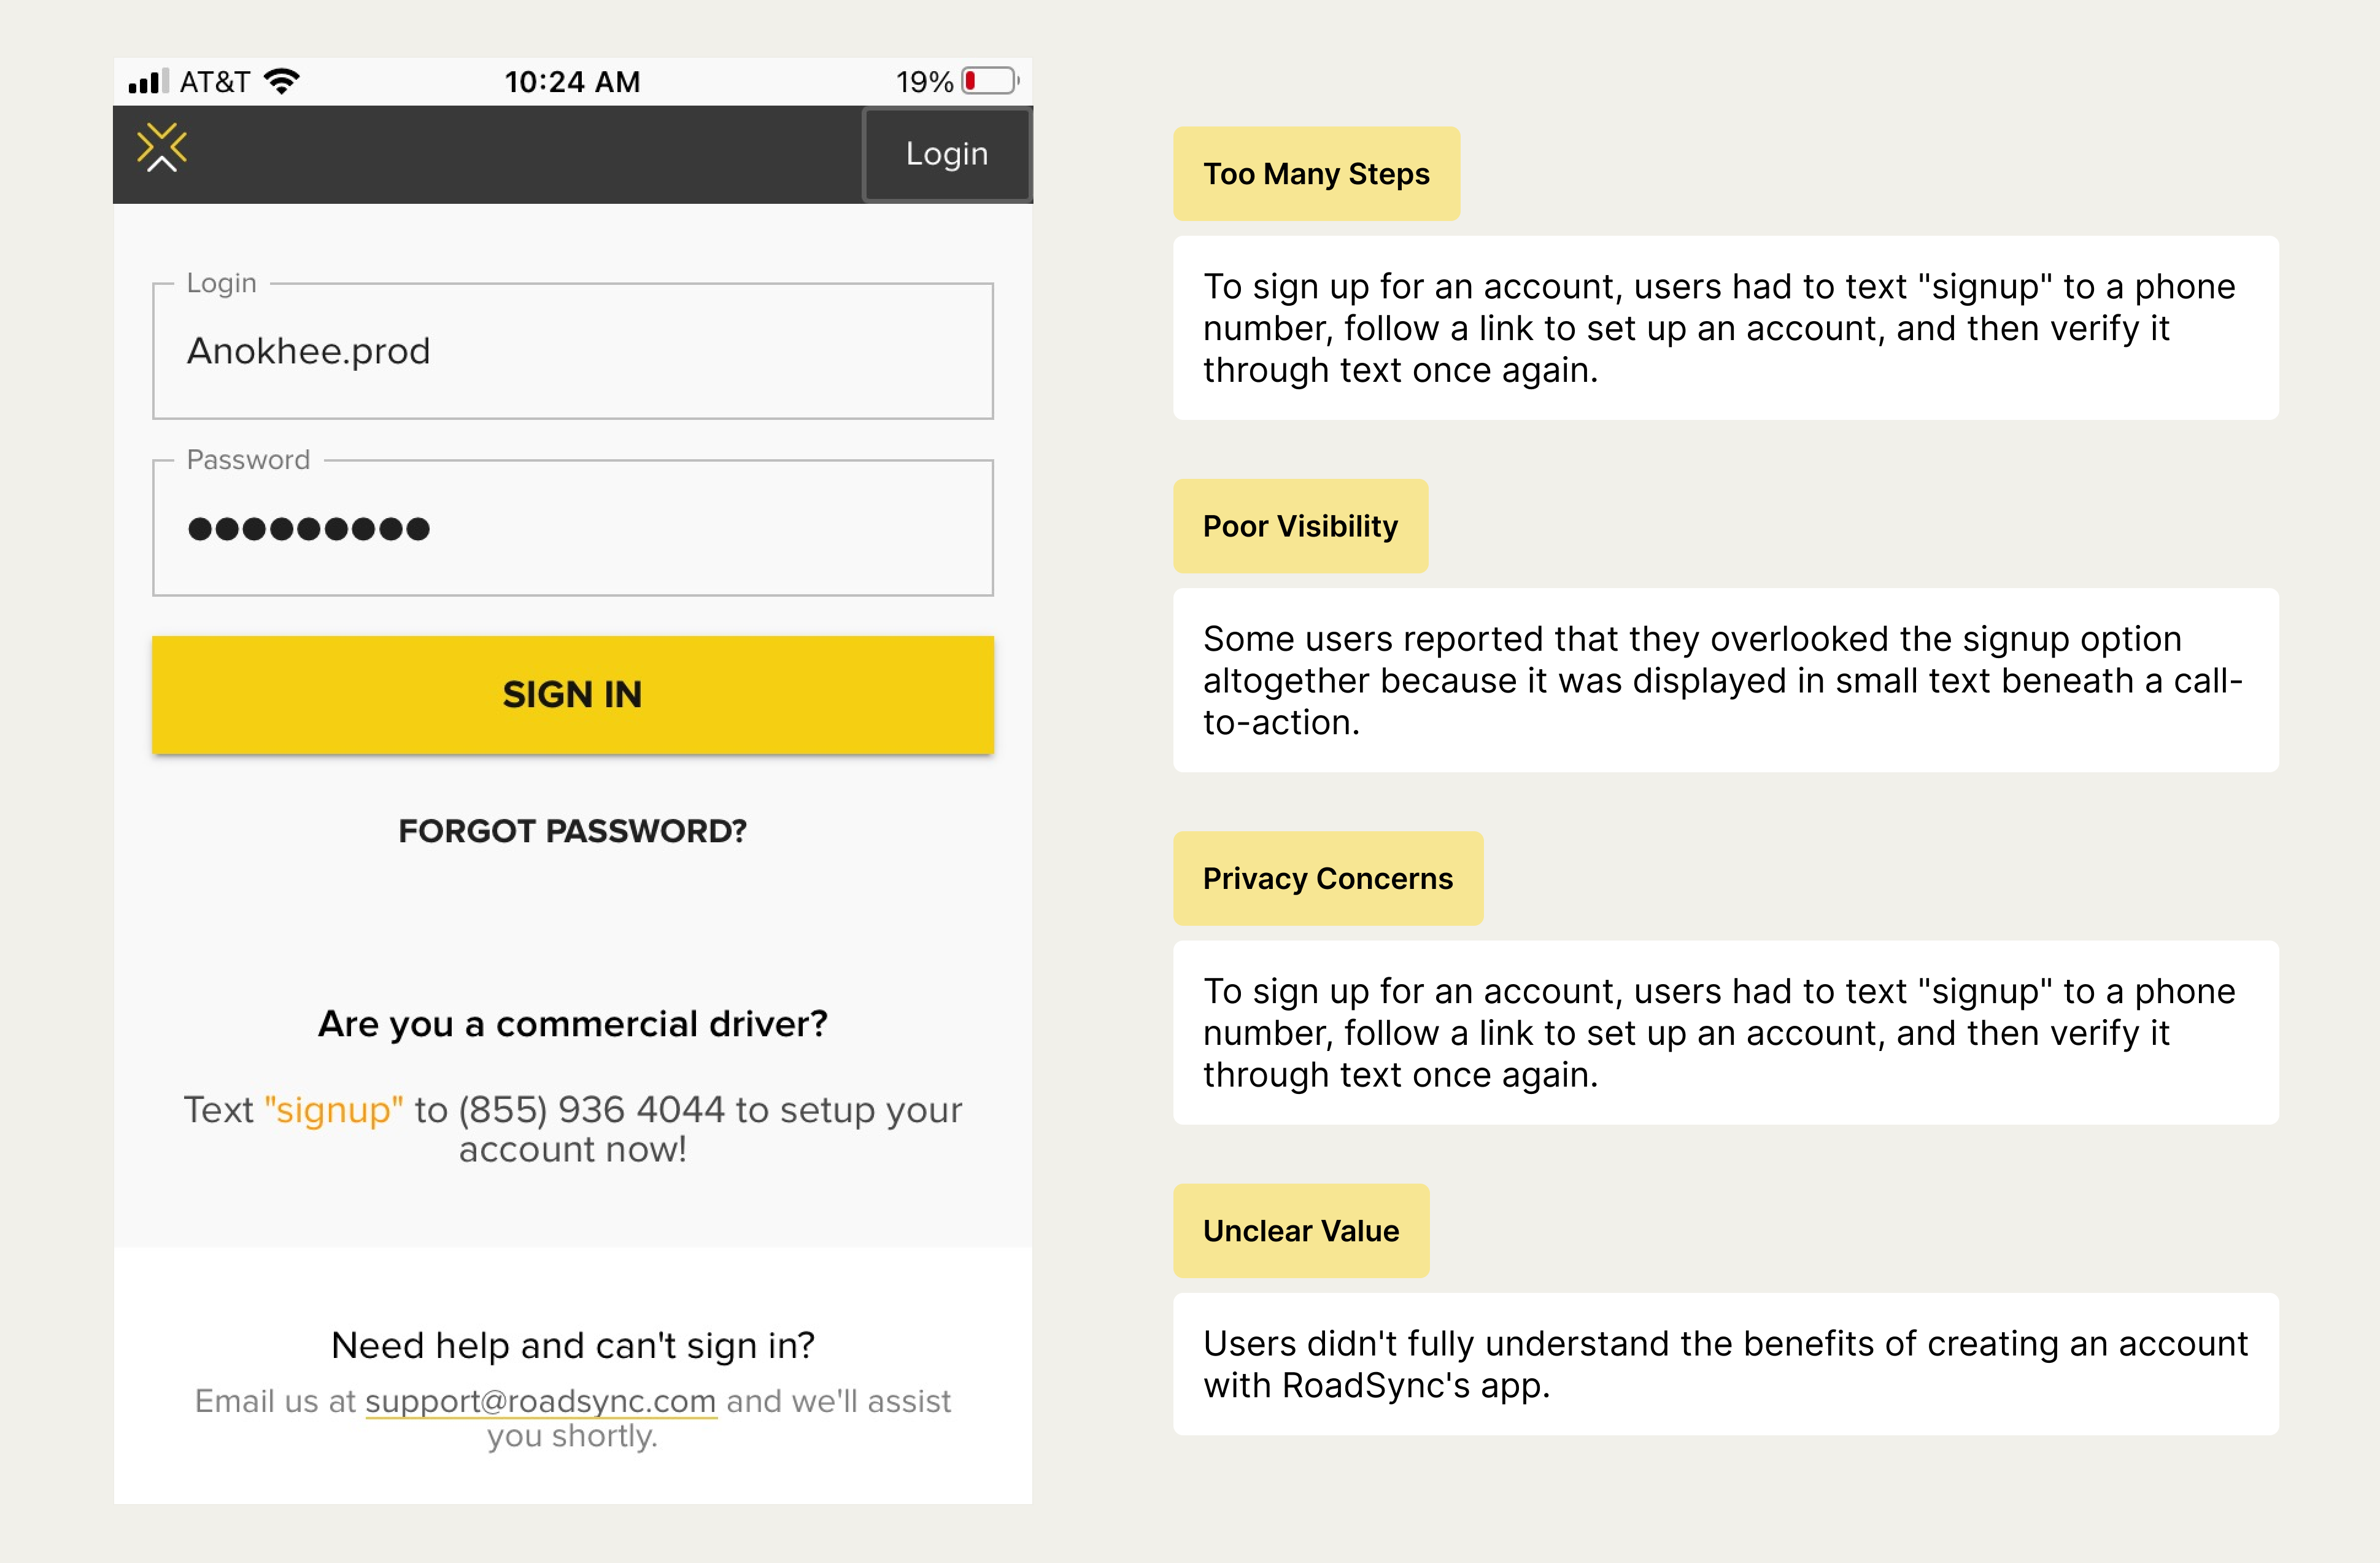 AT&T
10:24 AM
19%
Login
Login
Anokhee.prod
Password
SIGN IN
FORGOT PASSWORD?
Are you a commercial driver?
Text "signup" to (855) 936 4044 to setup your
account now!
Need help and can't sign in?
Email us at support@roadsync.com and we'll assist
you shortly.
Too Many Steps
To sign up for an account, users had to text "signup" to a phone
number, follow a link to set up an account, and then verify it
through text once again.
Poor Visibility
Some users reported that they overlooked the signup option
altogether because it was displayed in small text beneath a call-
to-action.
Privacy Concerns
To sign up for an account, users had to text "signup" to a phone
number, follow a link to set up an account, and then verify it
through text once again.
Unclear Value
Users didn't fully understand the benefits of creating an account
with RoadSync's app.